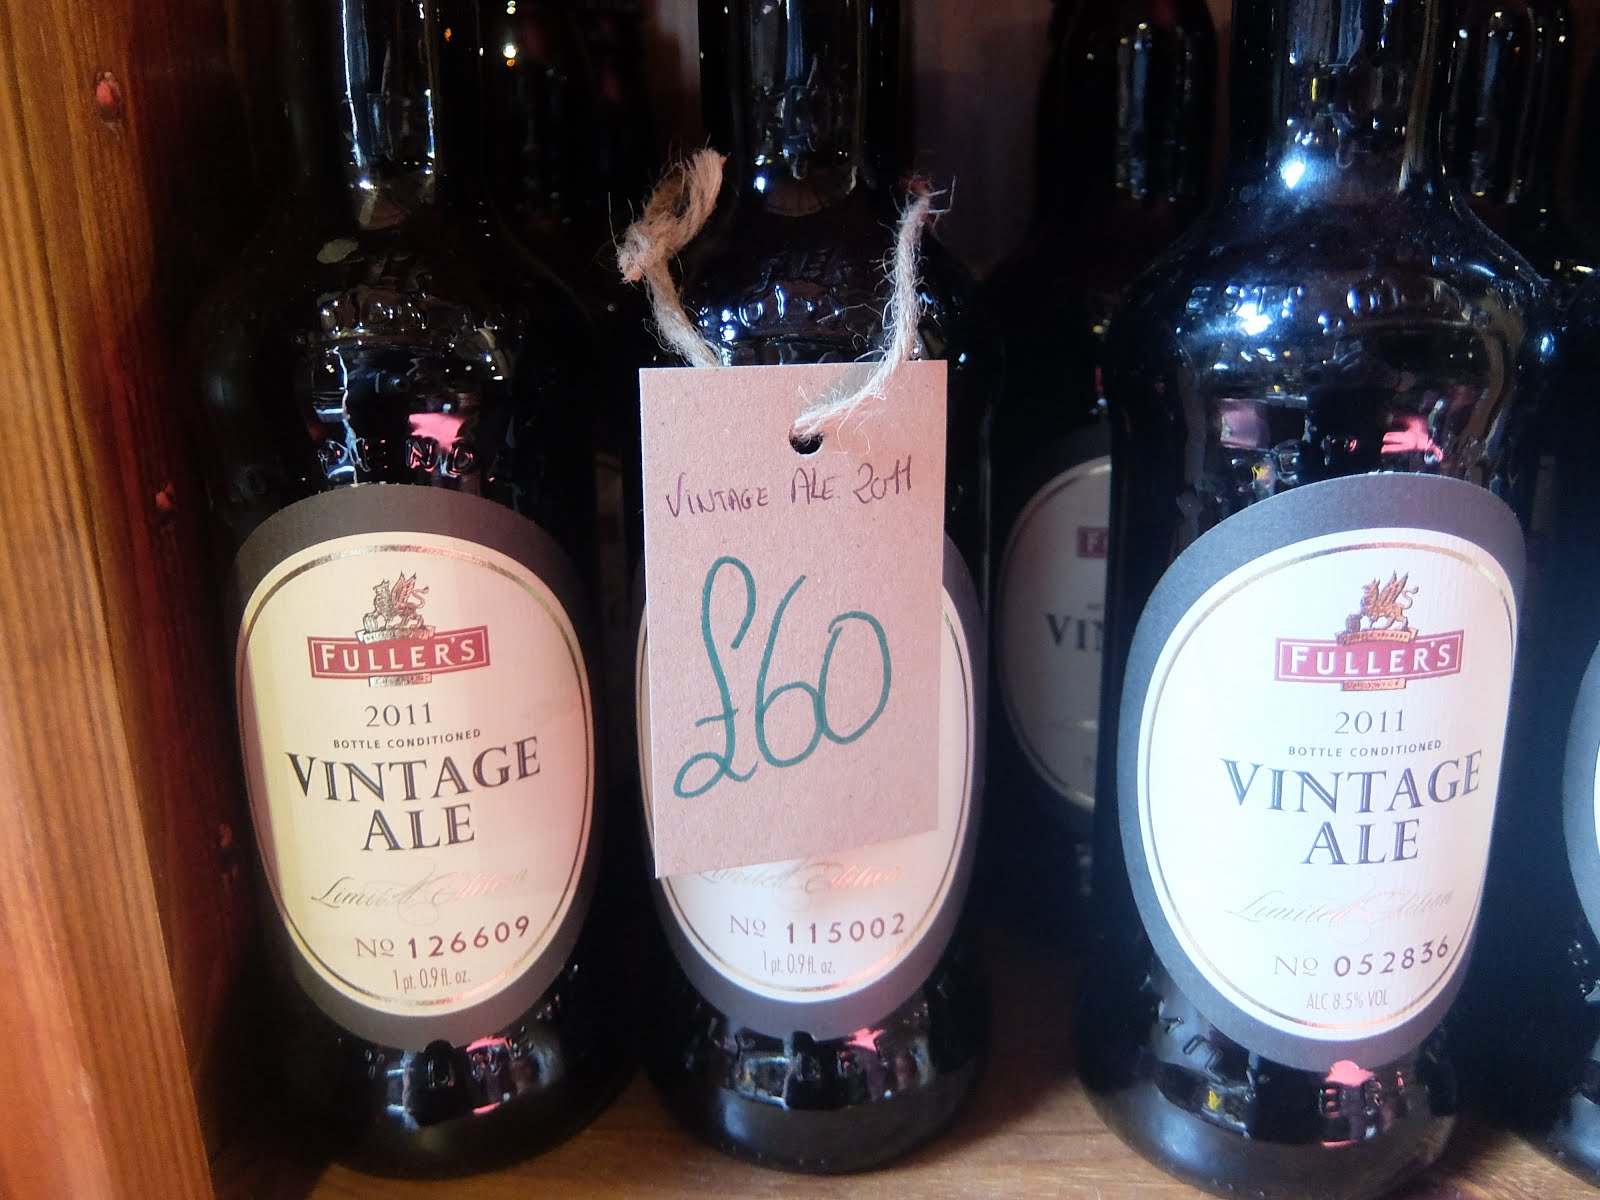 FULLER'S
2011
BOTTLE CONDITIONED
VINTAGE
ALE
Limited Edition
No 126609
1 pt. 0.9 fl. oz.
VINTAGE ALE. 2011
£60
Limited Edition
No 115002
1 pt. 0.9 fl. oz.
VIN
FULLER'S
2011
BOTTLE CONDITIONED
VINTAGE
ALE
Limited Edition
No 052836
ALC 8.5% VOL